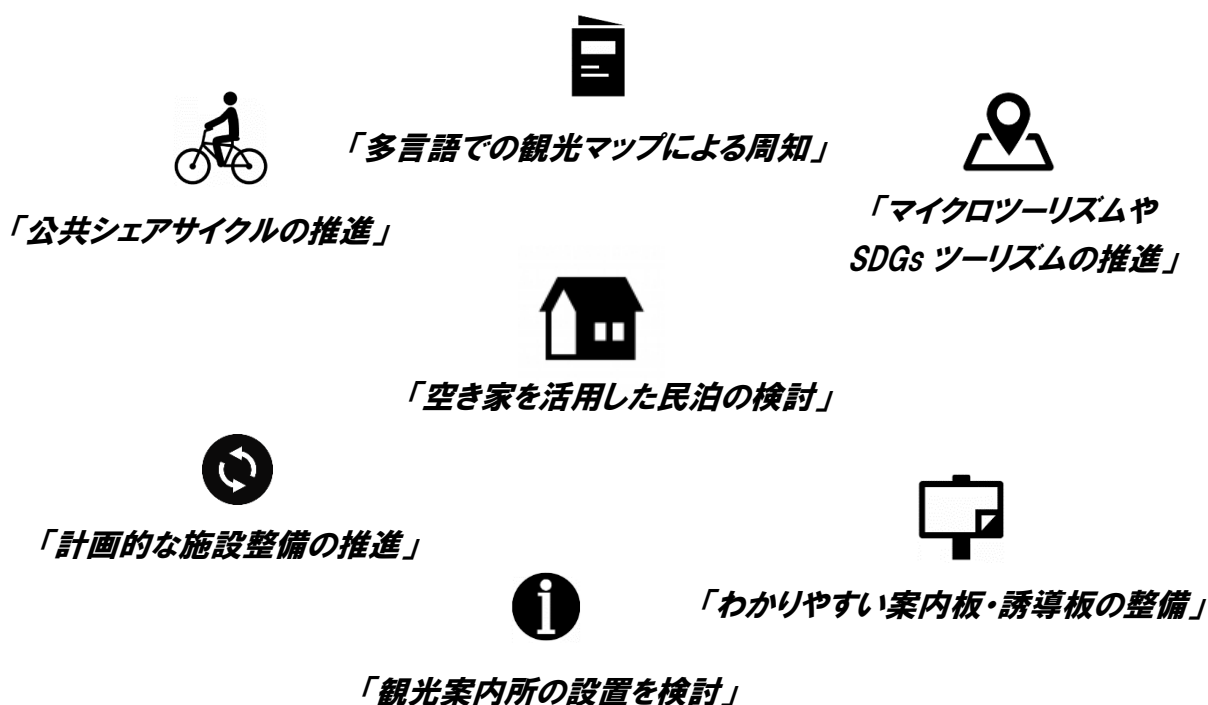 「多言語での観光マップによる周知」
「公共シェアサイクルの推進」
「マイクロツーリズムや
SDGs ツーリズムの推進」
「空き家を活用した民泊の検討」
「計画的な施設整備の推進」
「わかりやすい案内板・誘導板の整備」
「観光案内所の設置を検討」